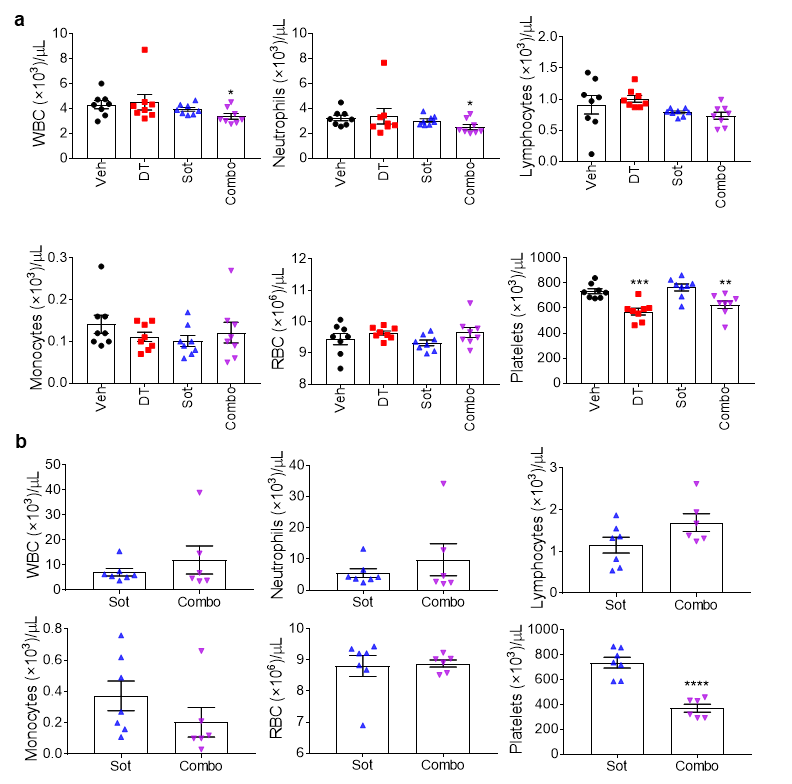 a
WBC (×10³)/µL
10
8
6
4
2
0
*
Veh
DT
Sot
Combo
Neutrophils (×10³)/µL
10
8
6
4
2
0
*
Veh
DT
Sot
Combo
Lymphocytes (×10³)/µL
2.0
1.5
1.0
0.5
0.0
Veh
DT
Sot
Combo
Monocytes (×10³)/µL
0.3
0.2
0.1
0.0
Veh
DT
Sot
Combo
RBC (×10⁶)/µL
12
11
10
9
8
Veh
DT
Sot
Combo
Platelets (×10³)/µL
1000
800
600
400
200
0
***
**
Veh
DT
Sot
Combo
b
WBC (×10³)/µL
50
40
30
20
10
0
Sot
Combo
Neutrophils (×10³)/µL
40
30
20
10
0
Sot
Combo
Lymphocytes (×10³)/µL
3
2
1
0
Sot
Combo
Monocytes (×10³)/µL
0.8
0.6
0.4
0.2
0.0
Sot
Combo
RBC (×10⁶)/µL
10
9
8
7
6
Sot
Combo
Platelets (×10³)/µL
1000
800
600
400
200
0
****
Sot
Combo